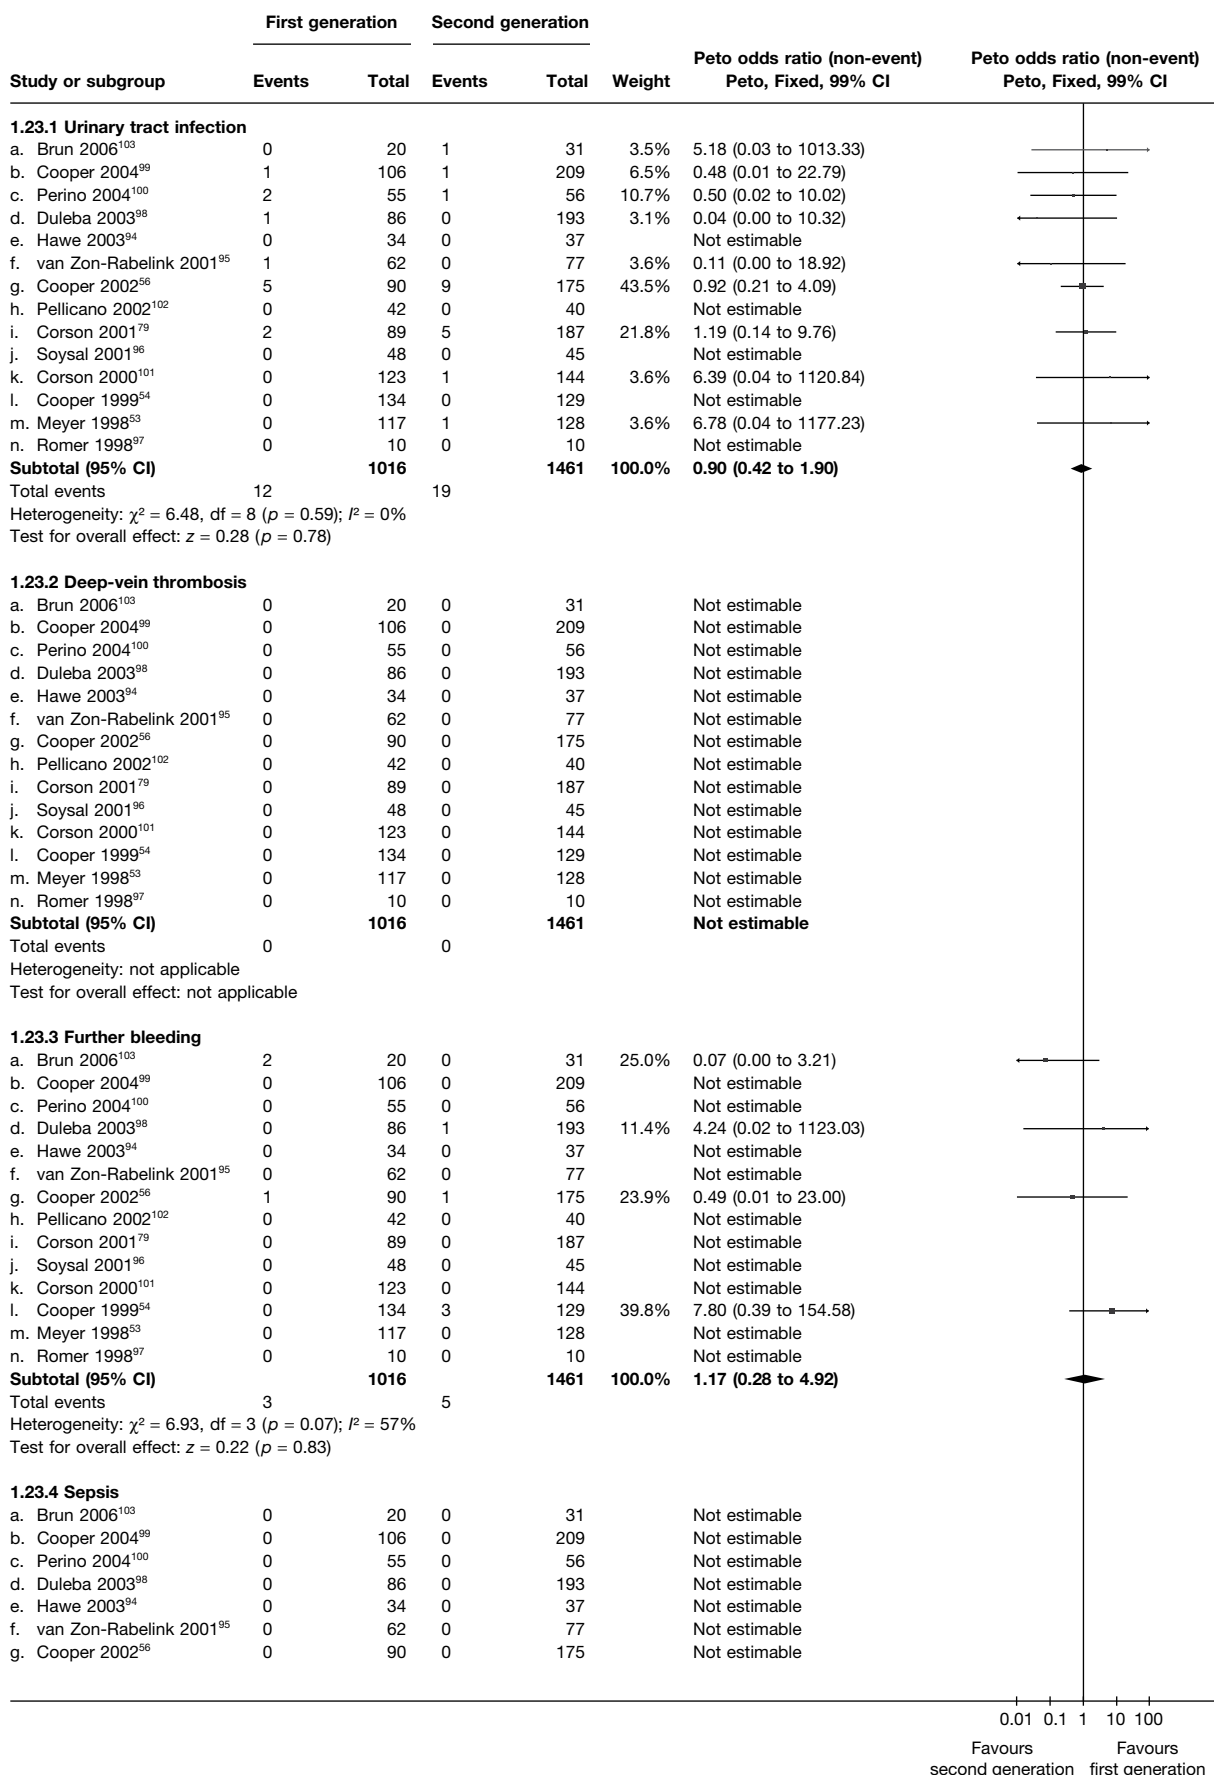 First generation Second generation
Peto odds ratio (non-event) Peto odds ratio (non-event)
Study or subgroup Events Total Events Total Weight Peto, Fixed, 99% CI Peto, Fixed, 99% CI
1.23.1 Urinary tract infection
a. Brun 2006¹⁰³ 0 20 1 31 3.5% 5.18 (0.03 to 1013.33)
b. Cooper 2004⁹⁹ 1 106 1 209 6.5% 0.48 (0.01 to 22.79)
c. Perino 2004¹⁰⁰ 2 55 1 56 10.7% 0.50 (0.02 to 10.02)
d. Duleba 2003⁹⁸ 1 86 0 193 3.1% 0.04 (0.00 to 10.32)
e. Hawe 2003⁹⁴ 0 34 0 37 Not estimable
f. van Zon-Rabelink 2001⁹⁵ 1 62 0 77 3.6% 0.11 (0.00 to 18.92)
g. Cooper 2002⁵⁶ 5 90 9 175 43.5% 0.92 (0.21 to 4.09)
h. Pellicano 2002¹⁰² 0 42 0 40 Not estimable
i. Corson 2001⁷⁹ 2 89 5 187 21.8% 1.19 (0.14 to 9.76)
j. Soysal 2001⁹⁶ 0 48 0 45 Not estimable
k. Corson 2000¹⁰¹ 0 123 1 144 3.6% 6.39 (0.04 to 1120.84)
l. Cooper 1999⁵⁴ 0 134 0 129 Not estimable
m. Meyer 1998⁵³ 0 117 1 128 3.6% 6.78 (0.04 to 1177.23)
n. Romer 1998⁹⁷ 0 10 0 10 Not estimable
Subtotal (95% CI) 1016 1461 100.0% 0.90 (0.42 to 1.90)
Total events 12 19
Heterogeneity: χ² = 6.48, df = 8 (p = 0.59); I² = 0%
Test for overall effect: z = 0.28 (p = 0.78)
1.23.2 Deep-vein thrombosis
a. Brun 2006¹⁰³ 0 20 0 31 Not estimable
b. Cooper 2004⁹⁹ 0 106 0 209 Not estimable
c. Perino 2004¹⁰⁰ 0 55 0 56 Not estimable
d. Duleba 2003⁹⁸ 0 86 0 193 Not estimable
e. Hawe 2003⁹⁴ 0 34 0 37 Not estimable
f. van Zon-Rabelink 2001⁹⁵ 0 62 0 77 Not estimable
g. Cooper 2002⁵⁶ 0 90 0 175 Not estimable
h. Pellicano 2002¹⁰² 0 42 0 40 Not estimable
i. Corson 2001⁷⁹ 0 89 0 187 Not estimable
j. Soysal 2001⁹⁶ 0 48 0 45 Not estimable
k. Corson 2000¹⁰¹ 0 123 0 144 Not estimable
l. Cooper 1999⁵⁴ 0 134 0 129 Not estimable
m. Meyer 1998⁵³ 0 117 0 128 Not estimable
n. Romer 1998⁹⁷ 0 10 0 10 Not estimable
Subtotal (95% CI) 1016 1461 Not estimable
Total events 0 0
Heterogeneity: not applicable
Test for overall effect: not applicable
1.23.3 Further bleeding
a. Brun 2006¹⁰³ 2 20 0 31 25.0% 0.07 (0.00 to 3.21)
b. Cooper 2004⁹⁹ 0 106 0 209 Not estimable
c. Perino 2004¹⁰⁰ 0 55 0 56 Not estimable
d. Duleba 2003⁹⁸ 0 86 1 193 11.4% 4.24 (0.02 to 1123.03)
e. Hawe 2003⁹⁴ 0 34 0 37 Not estimable
f. van Zon-Rabelink 2001⁹⁵ 0 62 0 77 Not estimable
g. Cooper 2002⁵⁶ 1 90 1 175 23.9% 0.49 (0.01 to 23.00)
h. Pellicano 2002¹⁰² 0 42 0 40 Not estimable
i. Corson 2001⁷⁹ 0 89 0 187 Not estimable
j. Soysal 2001⁹⁶ 0 48 0 45 Not estimable
k. Corson 2000¹⁰¹ 0 123 0 144 Not estimable
l. Cooper 1999⁵⁴ 0 134 3 129 39.8% 7.80 (0.39 to 154.58)
m. Meyer 1998⁵³ 0 117 0 128 Not estimable
n. Romer 1998⁹⁷ 0 10 0 10 Not estimable
Subtotal (95% CI) 1016 1461 100.0% 1.17 (0.28 to 4.92)
Total events 3 5
Heterogeneity: χ² = 6.93, df = 3 (p = 0.07); I² = 57%
Test for overall effect: z = 0.22 (p = 0.83)
1.23.4 Sepsis
a. Brun 2006¹⁰³ 0 20 0 31 Not estimable
b. Cooper 2004⁹⁹ 0 106 0 209 Not estimable
c. Perino 2004¹⁰⁰ 0 55 0 56 Not estimable
d. Duleba 2003⁹⁸ 0 86 0 193 Not estimable
e. Hawe 2003⁹⁴ 0 34 0 37 Not estimable
f. van Zon-Rabelink 2001⁹⁵ 0 62 0 77 Not estimable
g. Cooper 2002⁵⁶ 0 90 0 175 Not estimable
0.01 0.1 1 10 100
Favours Favours
second generation first generation